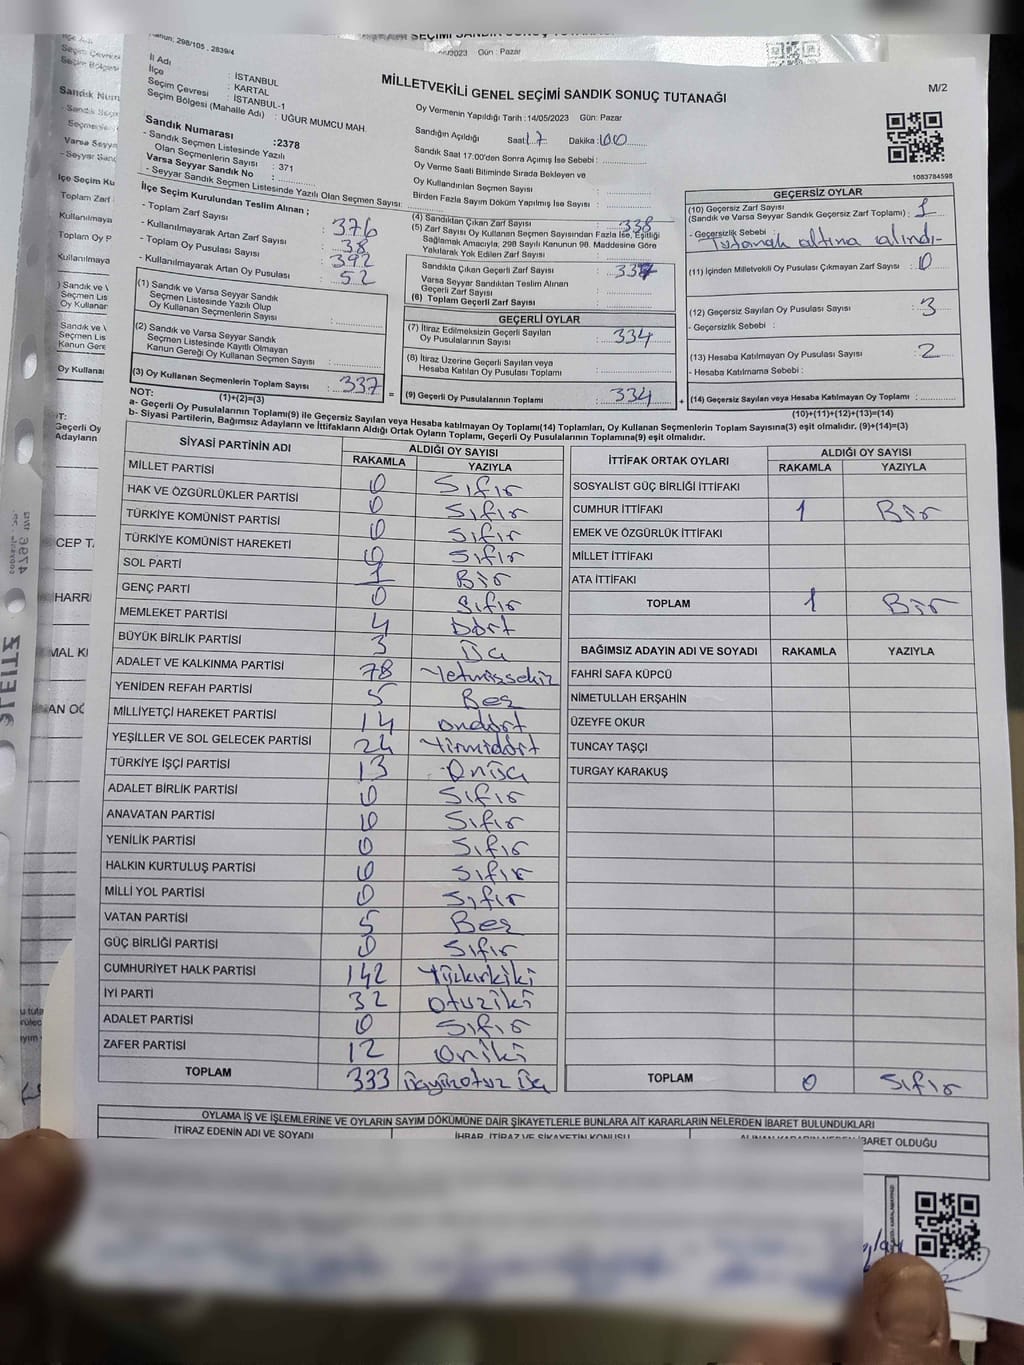 Kanun; 298/105 , 2839/4
İl Adı : İSTANBUL
İlçe : KARTAL
Seçim Çevresi : İSTANBUL-1
Seçim Bölgesi (Mahalle Adı) : UĞUR MUMCU MAH.
MİLLETVEKİLİ GENEL SEÇİMİ SANDIK SONUÇ TUTANAĞI
M/2
Oy Vermenin Yapıldığı Tarih : 14/05/2023 Gün: Pazar
Sandığın Açıldığı Saat: 17 Dakika : 00
Sandık Saat 17:00'den Sonra Açımış İse Sebebi :
Oy Verme Saati Bitiminde Sırada Bekleyen ve
Oy Kullandırılan Seçmen Sayısı :
Birden Fazla Sayım Döküm Yapılmış İse Sayısı :
1083784598
Sandık Numarası :2378
- Sandık Seçmen Listesinde Yazılı
Olan Seçmenlerin Sayısı : 371
Varsa Seyyar Sandık No :
- Seyyar Sandık Seçmen Listesinde Yazılı Olan Seçmen Sayısı:
İlçe Seçim Kurulundan Teslim Alınan ;
- Toplam Zarf Sayısı : 376
- Kullanılmayarak Artan Zarf Sayısı : 38
- Toplam Oy Pusulası Sayısı : 392
- Kullanılmayarak Artan Oy Pusulası : 52
(1) Sandık ve Varsa Seyyar Sandık
Seçmen Listesinde Yazılı Olup
Oy Kullanan Seçmenlerin Sayısı :
(2) Sandık ve Varsa Seyyar Sandık
Seçmen Listesinde Kayıtlı Olmayan
Kanun Gereği Oy Kullanan Seçmen Sayısı :
(3) Oy Kullanan Seçmenlerin Toplam Sayısı : 337
(1)+(2)=(3)
(4) Sandıktan Çıkan Zarf Sayısı : 338
(5) Zarf Sayısı Oy Kullanan Seçmen Sayısından Fazla İse, Eşitliği
Sağlamak Amacıyla; 298 Sayılı Kanunun 98. Maddesine Göre
Yakılarak Yok Edilen Zarf Sayısı :
Sandıkta Çıkan Geçerli Zarf Sayısı : 337
Varsa Seyyar Sandıktan Teslim Alınan
Geçerli Zarf Sayısı :
(6) Toplam Geçerli Zarf Sayısı :
GEÇERLİ OYLAR
(7) İtiraz Edilmeksizin Geçerli Sayılan
Oy Pusulalarının Sayısı : 334
(8) İtiraz Üzerine Geçerli Sayılan veya
Hesaba Katılan Oy Pusulası Toplamı :
= (9) Geçerli Oy Pusulalarının Toplamı : 334
GEÇERSİZ OYLAR
(10) Geçersiz Zarf Sayısı
(Sandık ve Varsa Seyyar Sandık Geçersiz Zarf Toplamı) : 1
- Geçersizlik Sebebi : Tutanak altına alındı-
(11) İçinden Milletvekili Oy Pusulası Çıkmayan Zarf Sayısı : 0
(12) Geçersiz Sayılan Oy Pusulası Sayısı : 3
- Geçersizlik Sebebi :
(13) Hesaba Katılmayan Oy Pusulası Sayısı : 2
- Hesaba Katılmama Sebebi :
+ (14) Geçersiz Sayılan veya Hesaba Katılmayan Oy Toplamı :
(10)+(11)+(12)+(13)=(14)
NOT:
a- Geçerli Oy Pusulalarının Toplamı(9) ile Geçersiz Sayılan veya Hesaba Katılmayan Oy Toplamı(14) Toplamları, Oy Kullanan Seçmenlerin Toplam Sayısına(3) eşit olmalıdır. (9)+(14)=(3)
b- Siyasi Partilerin, Bağımsız Adayların ve İttifakların Aldığı Ortak Oyların Toplamı, Geçerli Oy Pusulalarının Toplamına(9) eşit olmalıdır.
SİYASİ PARTİNİN ADI ALDIĞI OY SAYISI
RAKAMLA YAZIYLA
MİLLET PARTİSİ 0 Sıfır
HAK VE ÖZGÜRLÜKLER PARTİSİ 0 Sıfır
TÜRKİYE KOMÜNİST PARTİSİ 0 Sıfır
TÜRKİYE KOMÜNİST HAREKETİ 0 Sıfır
SOL PARTİ 1 Bir
GENÇ PARTİ 0 Sıfır
MEMLEKET PARTİSİ 4 Dört
BÜYÜK BİRLİK PARTİSİ 3 Üç
ADALET VE KALKINMA PARTİSİ 78 Yetmişsekiz
YENİDEN REFAH PARTİSİ 5 Beş
MİLLİYETÇİ HAREKET PARTİSİ 14 ondört
YEŞİLLER VE SOL GELECEK PARTİSİ 24 Yirmidört
TÜRKİYE İŞÇİ PARTİSİ 13 Onüç
ADALET BİRLİK PARTİSİ 0 Sıfır
ANAVATAN PARTİSİ 0 Sıfır
YENİLİK PARTİSİ 0 Sıfır
HALKIN KURTULUŞ PARTİSİ 0 Sıfır
MİLLİ YOL PARTİSİ 0 Sıfır
VATAN PARTİSİ 5 Beş
GÜÇ BİRLİĞİ PARTİSİ 0 Sıfır
CUMHURİYET HALK PARTİSİ 142 Yüzkırkiki
İYİ PARTİ 32 otuziki
ADALET PARTİSİ 0 Sıfır
ZAFER PARTİSİ 12 oniki
TOPLAM 333 üçyüzotuz üç
İTTİFAK ORTAK OYLARI ALDIĞI OY SAYISI
RAKAMLA YAZIYLA
SOSYALİST GÜÇ BİRLİĞİ İTTİFAKI
CUMHUR İTTİFAKI 1 Bir
EMEK VE ÖZGÜRLÜK İTTİFAKI
MİLLET İTTİFAKI
ATA İTTİFAKI
TOPLAM 1 Bir
BAĞIMSIZ ADAYIN ADI VE SOYADI RAKAMLA YAZIYLA
FAHRİ SAFA KÜPCÜ
NİMETULLAH ERŞAHİN
ÜZEYFE OKUR
TUNCAY TAŞÇI
TURGAY KARAKUŞ
TOPLAM 0 Sıfır
OYLAMA İŞ VE İŞLEMLERİNE VE OYLARIN SAYIM DÖKÜMÜNE DAİR ŞİKAYETLERLE BUNLARA AİT KARARLARIN NELERDEN İBARET BULUNDUKLARI
İTİRAZ EDENİN ADI VE SOYADI İHBAR, İTİRAZ VE ŞİKAYETİN KONUSU ALINAN KARARIN NEDEN İBARET OLDUĞU